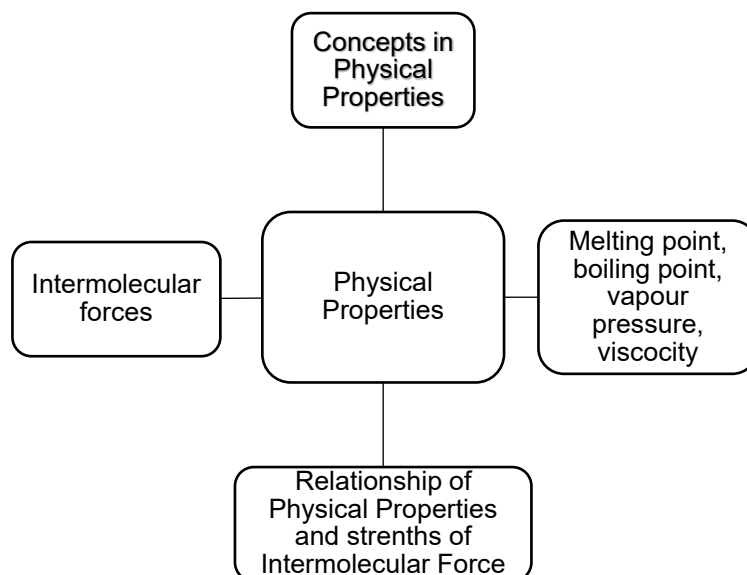 Concepts in
Physical
Properties
Intermolecular
forces
Physical
Properties
Melting point,
boiling point,
vapour
pressure,
viscocity
Relationship of
Physical Properties
and strenths of
Intermolecular Force